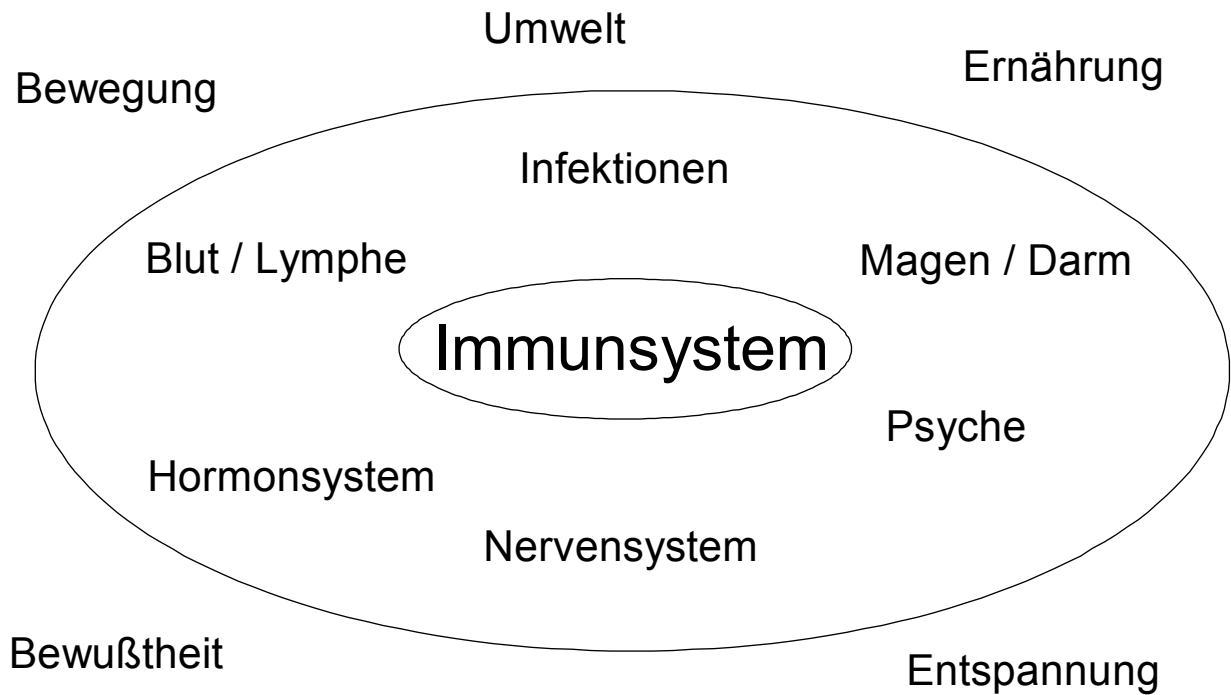 Umwelt
Bewegung
Ernährung
Infektionen
Blut / Lymphe
Magen / Darm
Immunsystem
Psyche
Hormonsystem
Nervensystem
Bewußtheit
Entspannung